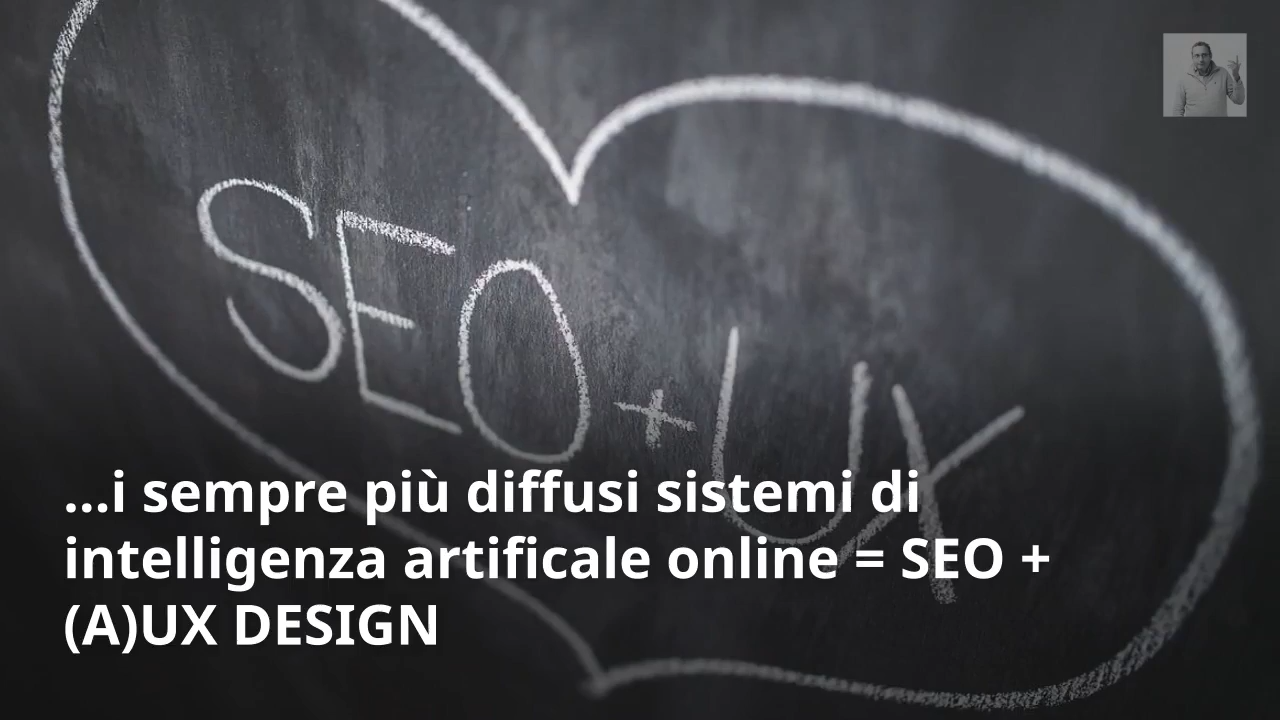 SEO + UX
...i sempre più diffusi sistemi di
intelligenza artificale online = SEO +
(A)UX DESIGN